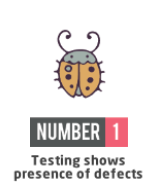 NUMBER 1
Testing shows
presence of defects